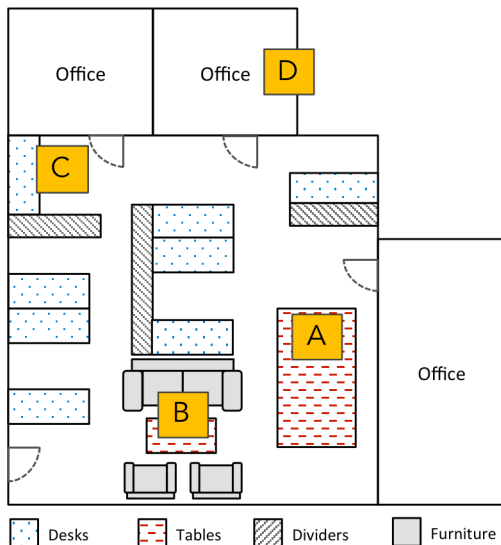 Office
Office
D
C
A
Office
B
Desks
Tables
Dividers
Furniture